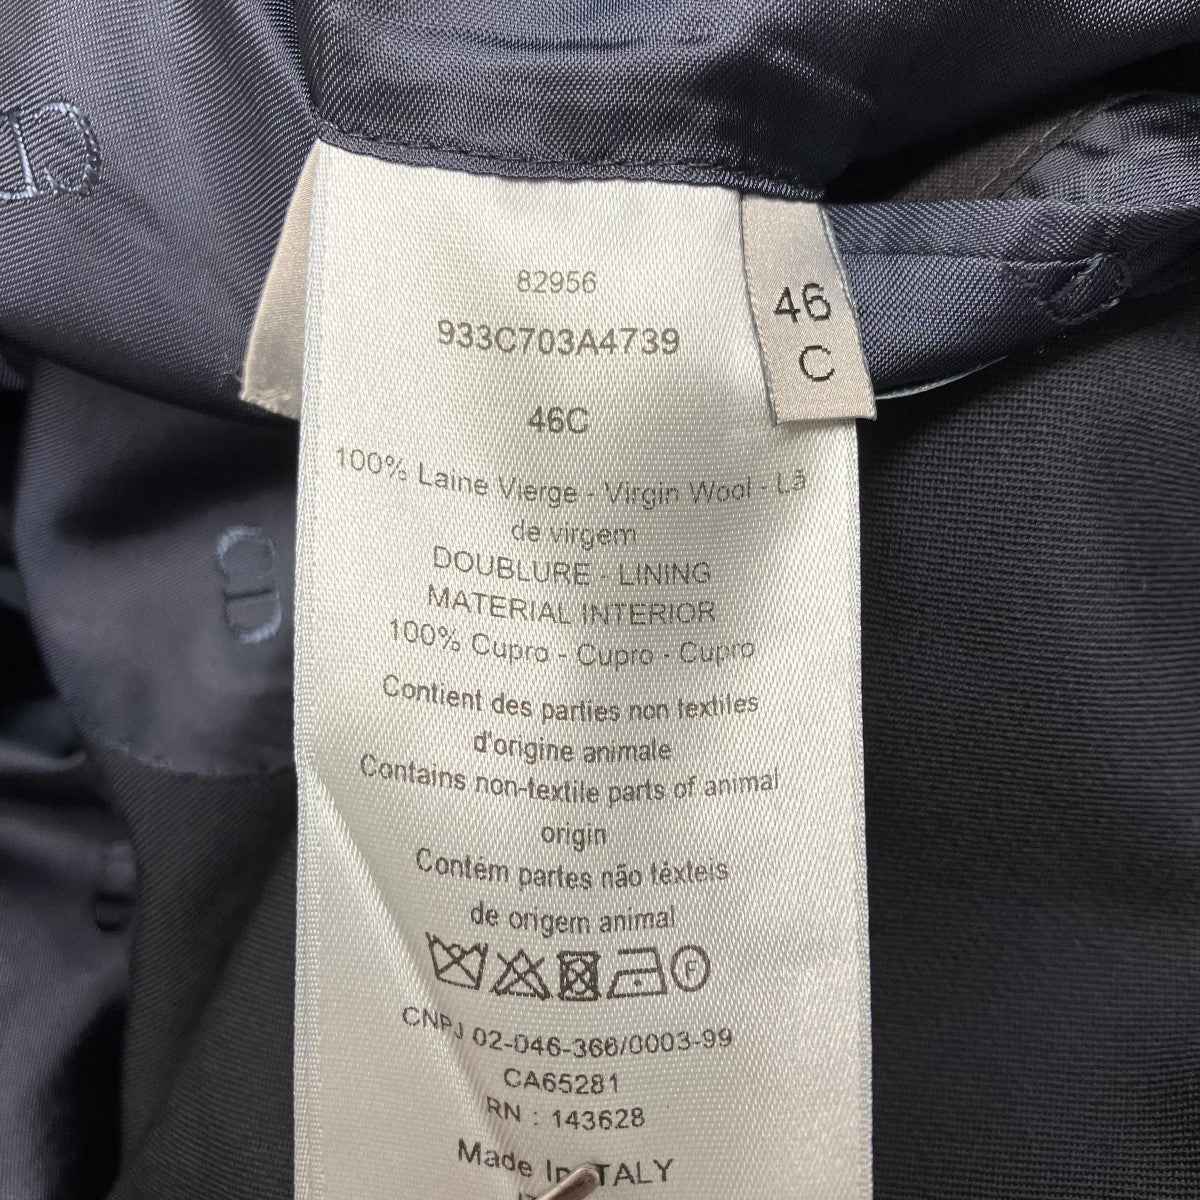 82956
933C703A4739
46C
100% Laine Vierge - Virgin Wool - Lã
de virgem
DOUBLURE - LINING
MATERIAL INTERIOR
100% Cupro - Cupro - Cupro
Contient des parties non textiles
d'origine animale
Contains non-textile parts of animal
origin
Contém partes não têxteis
de origem animal
F
CNPJ 02-046-366/0003-99
CA65281
RN : 143628
Made In ITALY
46
C
CD
CD